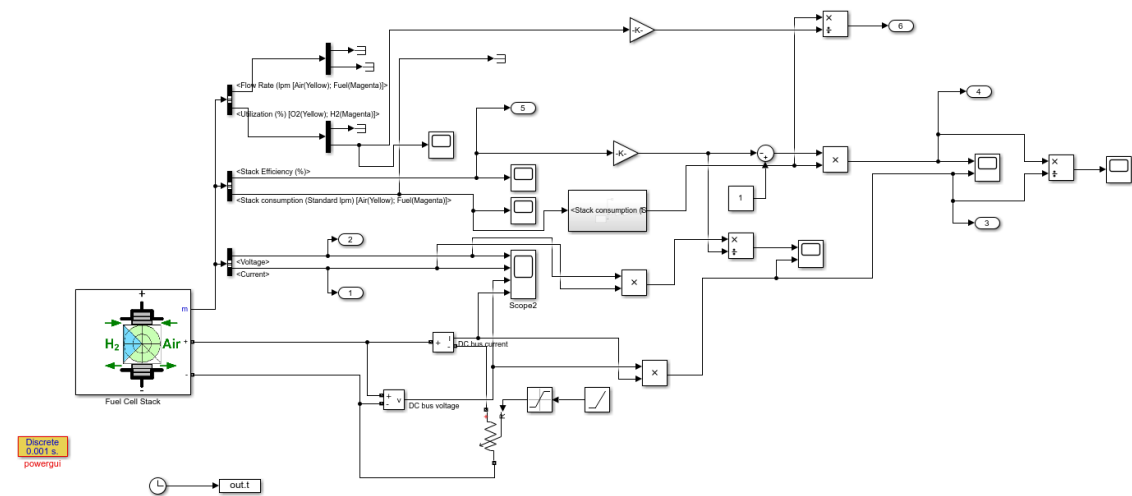 -K-
×
÷
6
<Flow Rate (lpm [Air(Yellow); Fuel(Magenta)]>
4
<Utilization (%) [O2(Yellow); H2(Magenta)]>
5
-K-
-
+
×
×
÷
<Stack Efficiency (%)>
1
<Stack consumption (Standard lpm) [Air(Yellow); Fuel(Magenta)]>
<Stack consumption (S
3
2
×
÷
<Voltage>
<Current>
×
1
Scope2
+
m
H2
Air
+
-
-
Fuel Cell Stack
+
i
-
DC bus current
×
+
-
v
DC bus voltage
+
R
Discrete
0.001 s.
powergui
out.t